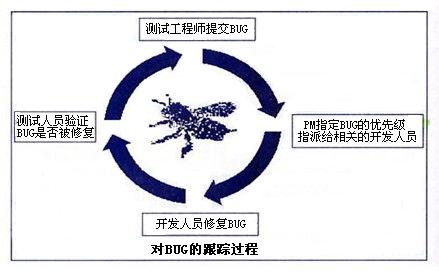 测试工程师提交BUG
测试人员验证
BUG是否被修复
PM指定BUG的优先级
指派给相关的开发人员
开发人员修复BUG
对BUG的跟踪过程